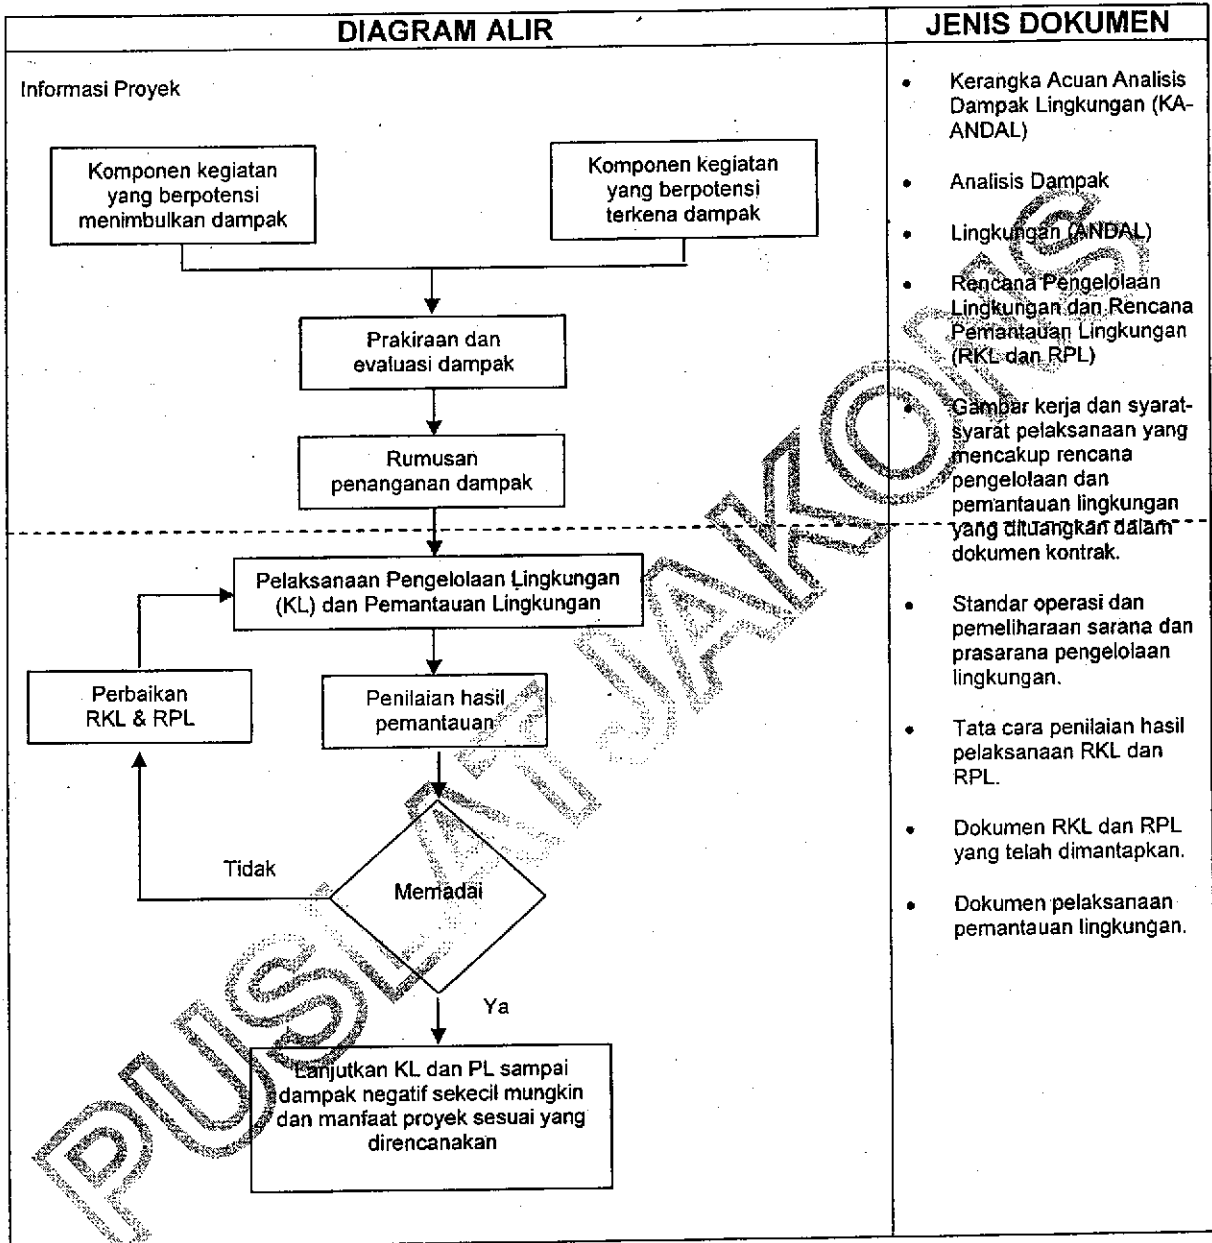 DIAGRAM ALIR
JENIS DOKUMEN
Informasi Proyek
Komponen kegiatan
yang berpotensi
menimbulkan dampak
Komponen kegiatan
yang berpotensi
terkena dampak
Prakiraan dan
evaluasi dampak
Rumusan
penanganan dampak
Pelaksanaan Pengelolaan Lingkungan
(KL) dan Pemantauan Lingkungan
Perbaikan
RKL & RPL
Penilaian hasil
pemantauan
Tidak
Memadai
Ya
Lanjutkan KL dan PL sampai
dampak negatif sekecil mungkin
dan manfaat proyek sesuai yang
direncanakan
• Kerangka Acuan Analisis
Dampak Lingkungan (KA-
ANDAL)
• Analisis Dampak
• Lingkungan (ANDAL)
• Rencana Pengelolaan
Lingkungan dan Rencana
Pemantauan Lingkungan
(RKL dan RPL)
• Gambar kerja dan syarat-
syarat pelaksanaan yang
mencakup rencana
pengelolaan dan
pemantauan lingkungan
yang dituangkan dalam
dokumen kontrak.
• Standar operasi dan
pemeliharaan sarana dan
prasarana pengelolaan
lingkungan.
• Tata cara penilaian hasil
pelaksanaan RKL dan
RPL.
• Dokumen RKL dan RPL
yang telah dimantapkan.
• Dokumen pelaksanaan
pemantauan lingkungan.
PUSLATJAKONS